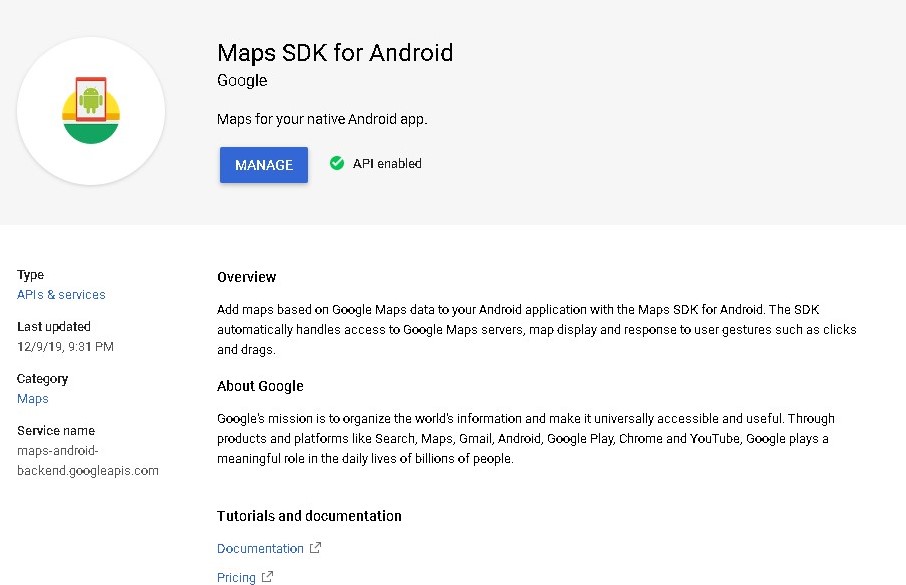 Maps SDK for Android
Google
Maps for your native Android app.
MANAGE
API enabled
Type
APIs & services
Last updated
12/9/19, 9:31 PM
Category
Maps
Service name
maps-android-
backend.googleapis.com
Overview
Add maps based on Google Maps data to your Android application with the Maps SDK for Android. The SDK
automatically handles access to Google Maps servers, map display and response to user gestures such as clicks
and drags.
About Google
Google's mission is to organize the world's information and make it universally accessible and useful. Through
products and platforms like Search, Maps, Gmail, Android, Google Play, Chrome and YouTube, Google plays a
meaningful role in the daily lives of billions of people.
Tutorials and documentation
Documentation
Pricing